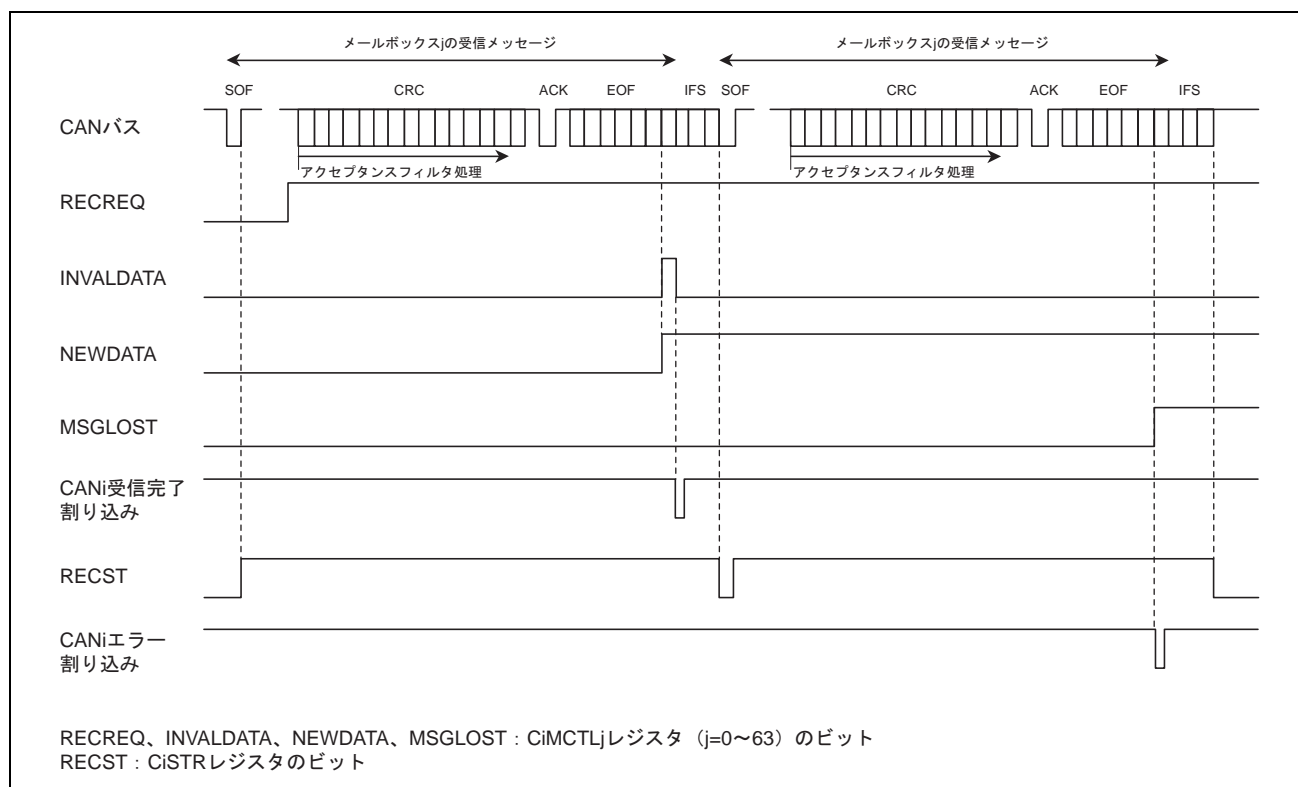 メールボックスjの受信メッセージ メールボックスjの受信メッセージ
SOF CRC ACK EOF IFS SOF CRC ACK EOF IFS
CANバス
アクセプタンスフィルタ処理 アクセプタンスフィルタ処理
RECREQ
INVALDATA
NEWDATA
MSGLOST
CANi受信完了
割り込み
RECST
CANiエラー
割り込み
RECREQ、INVALDATA、NEWDATA、MSGLOST：CiMCTLjレジスタ（j=0～63）のビット
RECST：CiSTRレジスタのビット